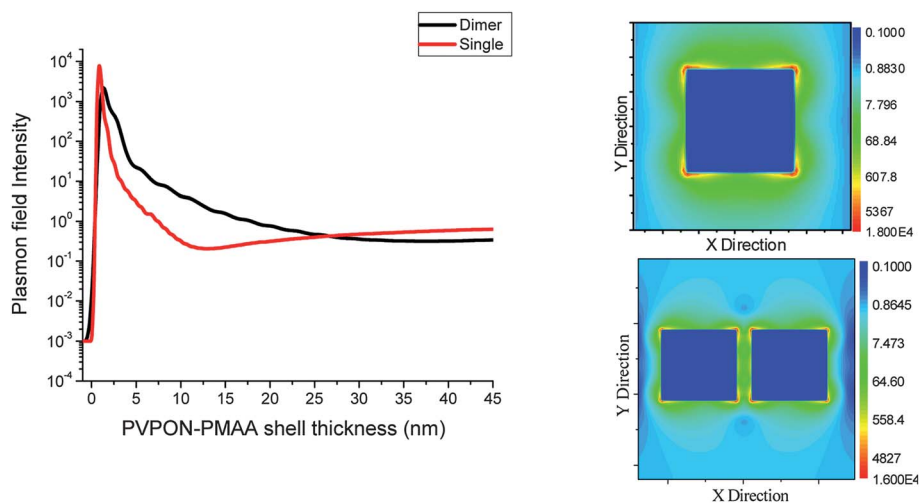 Dimer
Single
10^4
10^3
10^2
10^1
10^0
10^-1
10^-2
10^-3
10^-4
Plasmon field Intensity
0 5 10 15 20 25 30 35 40 45
PVPON-PMAA shell thickness (nm)
Y Direction
X Direction
0.1000
0.8830
7.796
68.84
607.8
5367
1.800E4
Y Direction
X Direction
0.1000
0.8645
7.473
64.60
558.4
4827
1.600E4